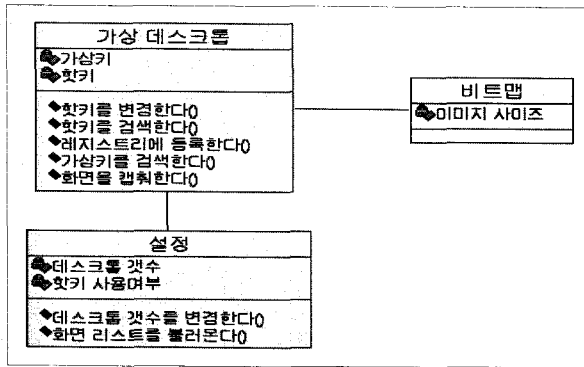 가상 데스크톱
가상키
핫키
핫키를 변경한다()
핫키를 검색한다()
레지스트리에 등록한다()
가상키를 검색한다()
화면을 캡춰한다()
비트맵
이미지 사이즈
설정
데스크톱 갯수
핫키 사용여부
데스크톱 갯수를 변경한다()
화면 리스트를 불러온다()